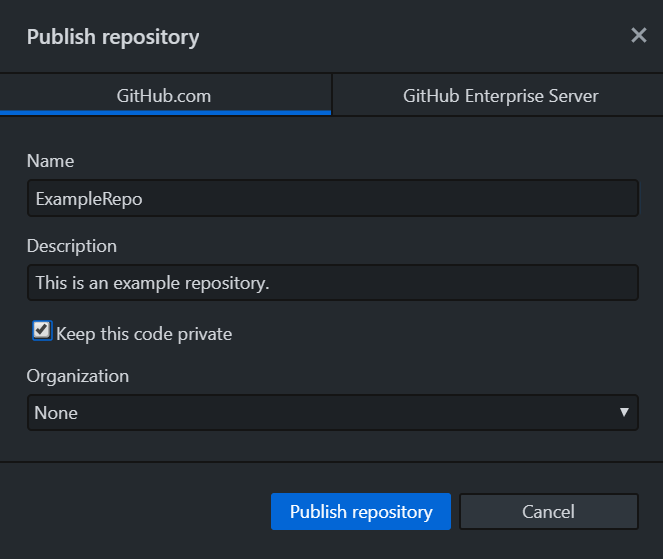 Publish repository
GitHub.com
GitHub Enterprise Server
Name
ExampleRepo
Description
This is an example repository.
Keep this code private
Organization
None
Publish repository
Cancel